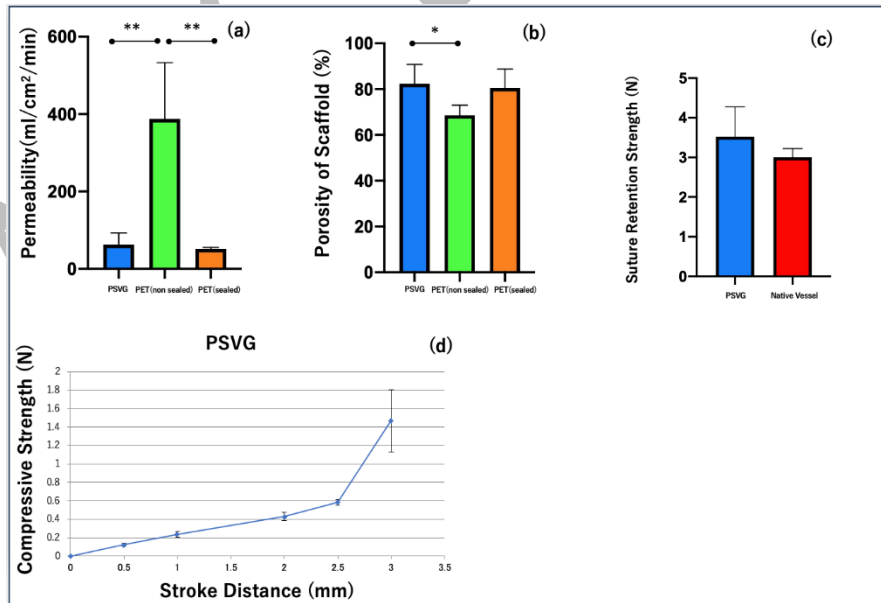 (a)
** **
Permeability(ml/cm²/min)
600
400
200
0
PSVG PET(non sealed) PET(sealed)
(b)
*
Porosity of Scaffold (%)
100
80
60
40
20
0
PSVG PET(non sealed) PET(sealed)
(c)
Suture Retention Strength (N)
5
4
3
2
1
0
PSVG Native Vessel
PSVG (d)
Compressive Strength (N)
2
1.8
1.6
1.4
1.2
1
0.8
0.6
0.4
0.2
0
0 0.5 1 1.5 2 2.5 3 3.5
Stroke Distance (mm)